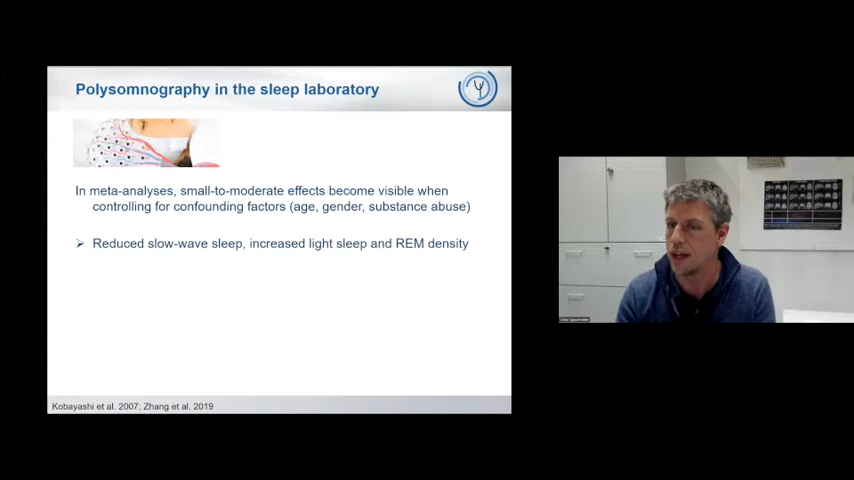 Polysomnography in the sleep laboratory
In meta-analyses, small-to-moderate effects become visible when
controlling for confounding factors (age, gender, substance abuse)
➢ Reduced slow-wave sleep, increased light sleep and REM density
Kobayashi et al. 2007; Zhang et al. 2019